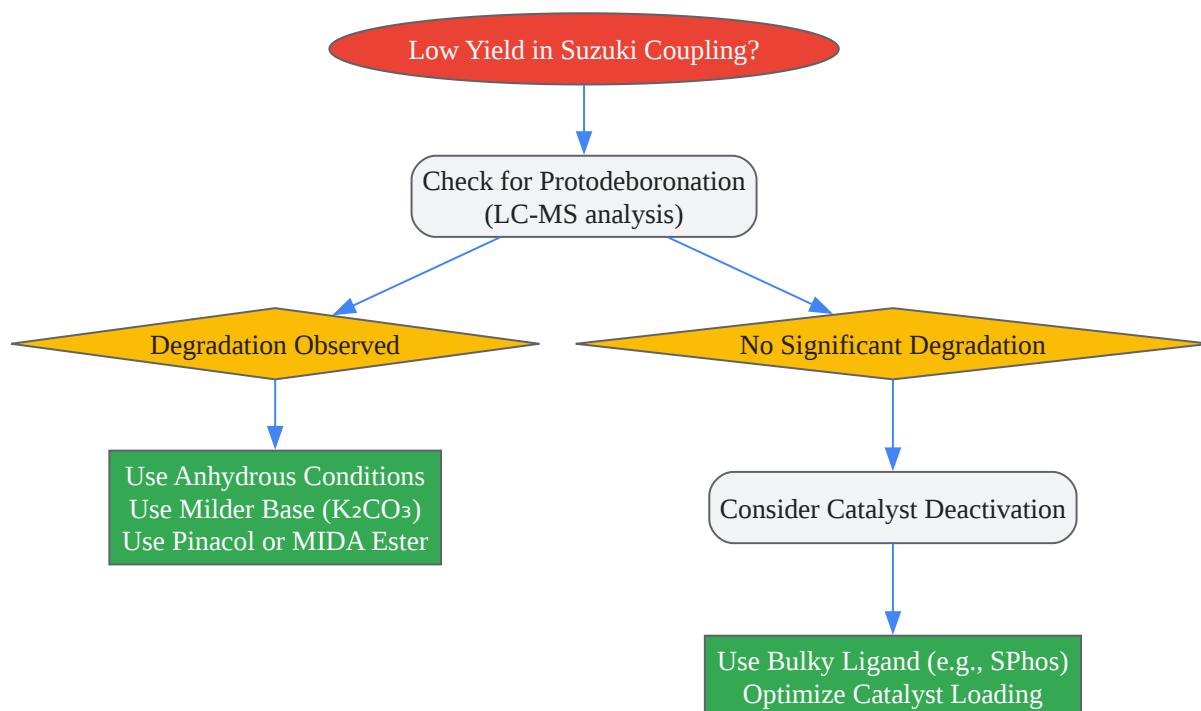 Low Yield in Suzuki Coupling?
Check for Protodeboronation
(LC-MS analysis)
Degradation Observed
No Significant Degradation
Use Anhydrous Conditions
Use Milder Base (K₂CO₃)
Use Pinacol or MIDA Ester
Consider Catalyst Deactivation
Use Bulky Ligand (e.g., SPhos)
Optimize Catalyst Loading